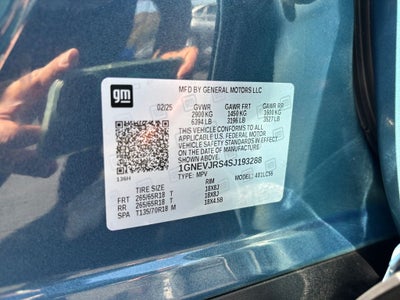 gm
MFD BY GENERAL MOTORS LLC
02/25 GVWR GAWR FRT GAWR RR
2900 KG 1450 KG 1600 KG
6394 LB 3196 LB 3527 LB
THIS VEHICLE CONFORMS TO ALL APPLICABLE
U.S. FEDERAL MOTOR VEHICLE
SAFETY STANDARDS IN EFFECT
ON THE DATE OF MANUFACTURE
SHOWN ABOVE.
1GNEVJRS4SJ193288
TYPE: MPV MODEL: 4X1LC56
136H
TIRE SIZE RIM
FRT 265/65R18 T 18X8J
RR 265/65R18 T 18X8J
SPA T135/70R18 M 18X4.5B